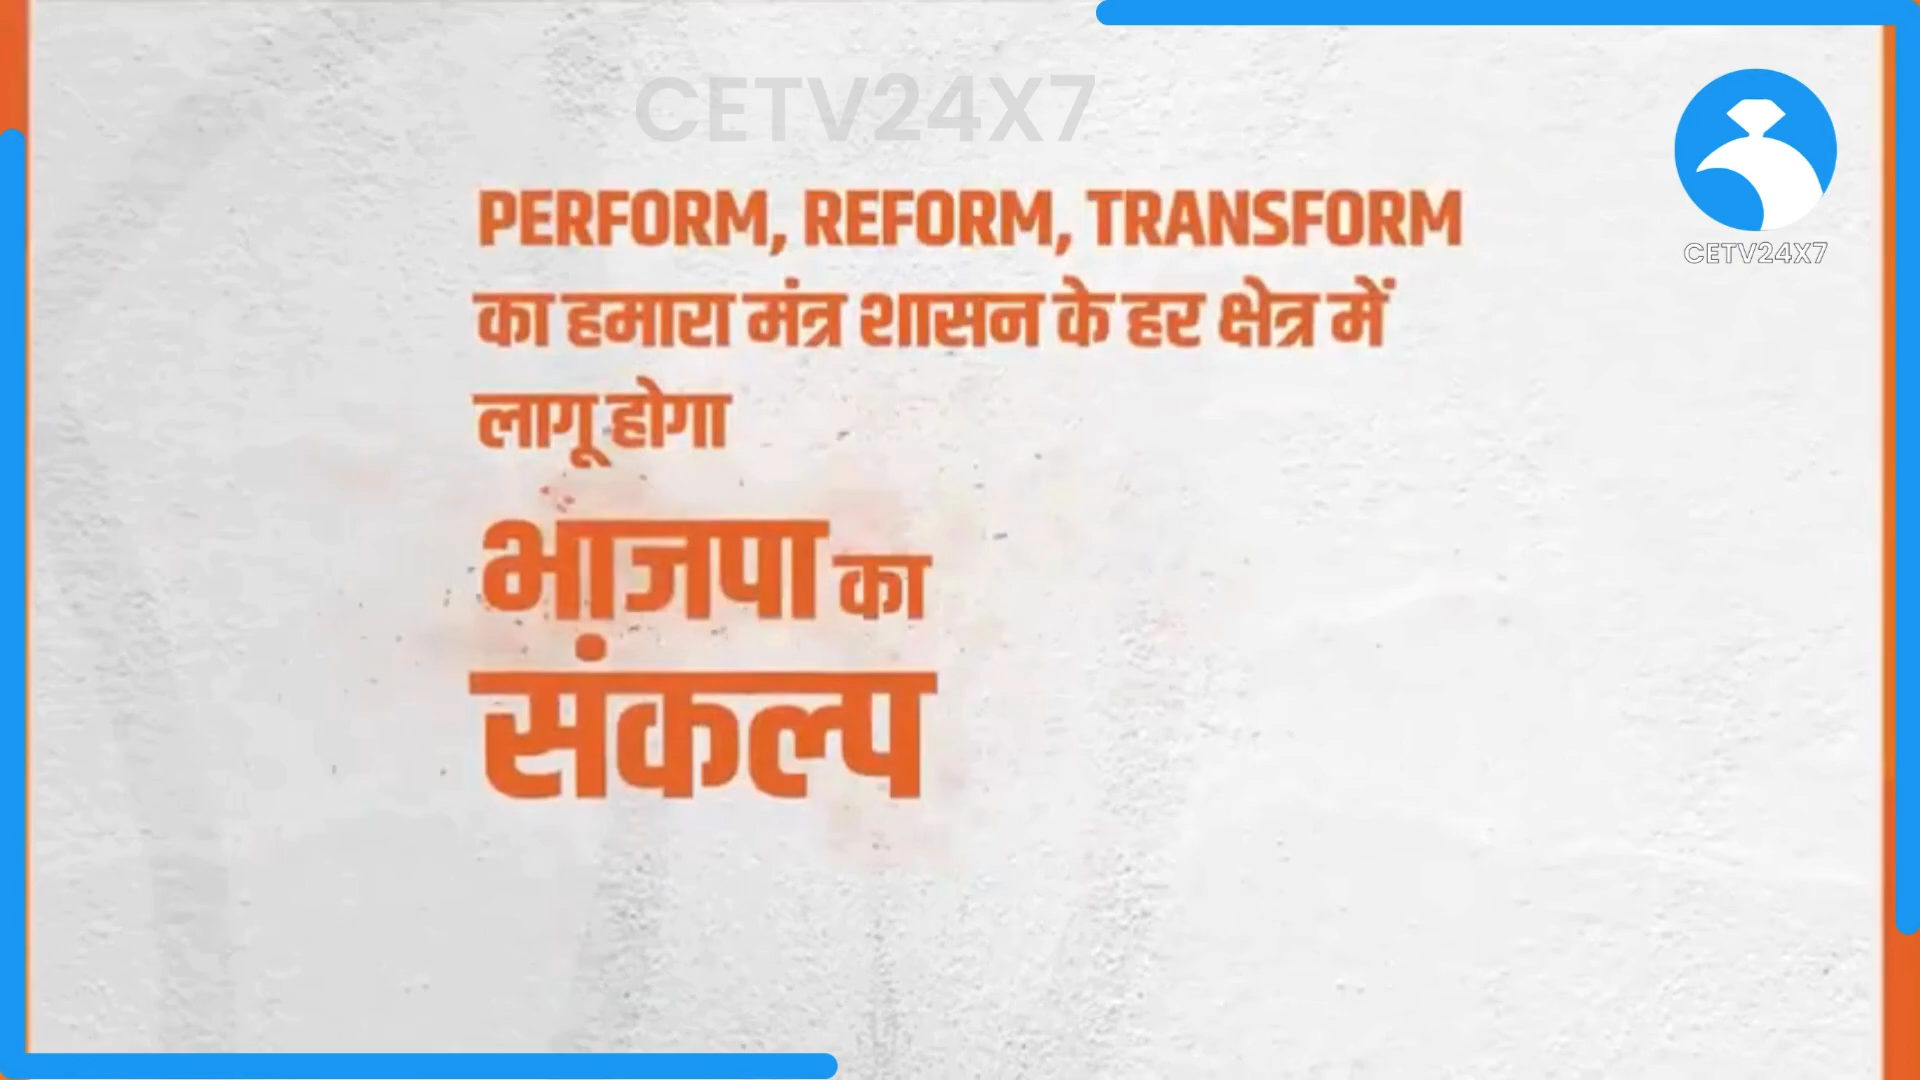 CETV24X7
PERFORM, REFORM, TRANSFORM
का हमारा मंत्र शासन के हर क्षेत्र में
लागू होगा
भाजपा का
संकल्प
CETV24X7